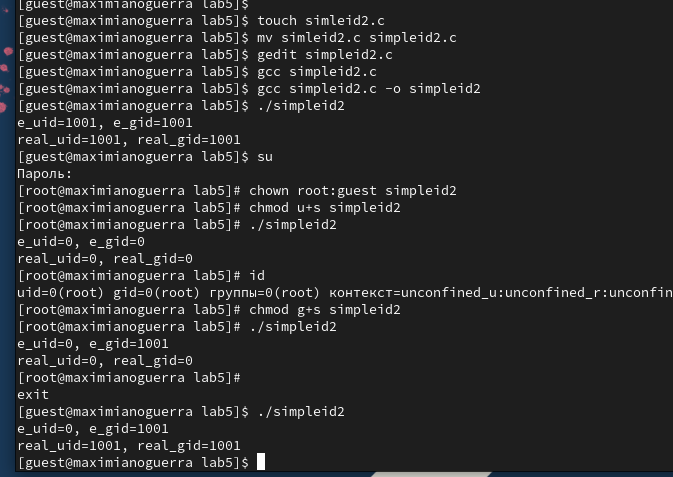 [guest@maximianoguerra lab5]$
[guest@maximianoguerra lab5]$ touch simleid2.c
[guest@maximianoguerra lab5]$ mv simleid2.c simpleid2.c
[guest@maximianoguerra lab5]$ gedit simpleid2.c
[guest@maximianoguerra lab5]$ gcc simpleid2.c
[guest@maximianoguerra lab5]$ gcc simpleid2.c -o simpleid2
[guest@maximianoguerra lab5]$ ./simpleid2
e_uid=1001, e_gid=1001
real_uid=1001, real_gid=1001
[guest@maximianoguerra lab5]$ su
Пароль:
[root@maximianoguerra lab5]# chown root:guest simpleid2
[root@maximianoguerra lab5]# chmod u+s simpleid2
[root@maximianoguerra lab5]# ./simpleid2
e_uid=0, e_gid=0
real_uid=0, real_gid=0
[root@maximianoguerra lab5]# id
uid=0(root) gid=0(root) группы=0(root) контекст=unconfined_u:unconfined_r:unconfin
[root@maximianoguerra lab5]# chmod g+s simpleid2
[root@maximianoguerra lab5]# ./simpleid2
e_uid=0, e_gid=1001
real_uid=0, real_gid=0
[root@maximianoguerra lab5]#
exit
[guest@maximianoguerra lab5]$ ./simpleid2
e_uid=0, e_gid=1001
real_uid=1001, real_gid=1001
[guest@maximianoguerra lab5]$